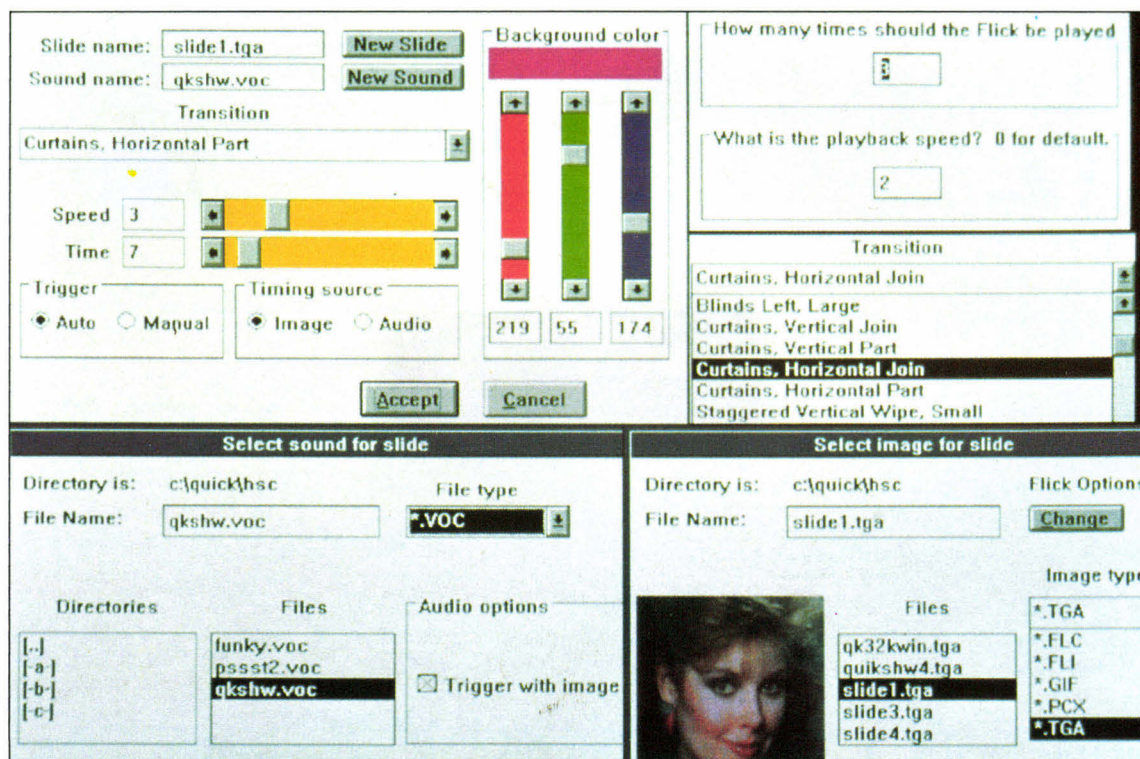 Slide name: slide1.tga New Slide
Sound name: qkshw.voc New Sound
Transition
Curtains, Horizontal Part
Speed 3
Time 7
Trigger
Auto Manual
Timing source
Image Audio
Background color
219 55 174
Accept Cancel
How many times should the Flick be played
What is the playback speed? 0 for default.
2
Transition
Curtains, Horizontal Join
Blinds Left, Large
Curtains, Vertical Join
Curtains, Vertical Part
Curtains, Horizontal Join
Curtains, Horizontal Part
Staggered Vertical Wipe, Small
Select sound for slide
Directory is: c:\quick\hsc
File Name: qkshw.voc
File type
*.VOC
Directories
[..]
[-a-]
[-b-]
[-c-]
Files
funky.voc
pssst2.voc
qkshw.voc
Audio options
Trigger with image
Select image for slide
Directory is: c:\quick\hsc
Flick Options
File Name: slide1.tga
Change
Files
qk32kwin.tga
quikshw4.tga
slide1.tga
slide3.tga
slide4.tga
Image type
*.TGA
*.FLC
*.FLI
*.GIF
*.PCX
*.TGA